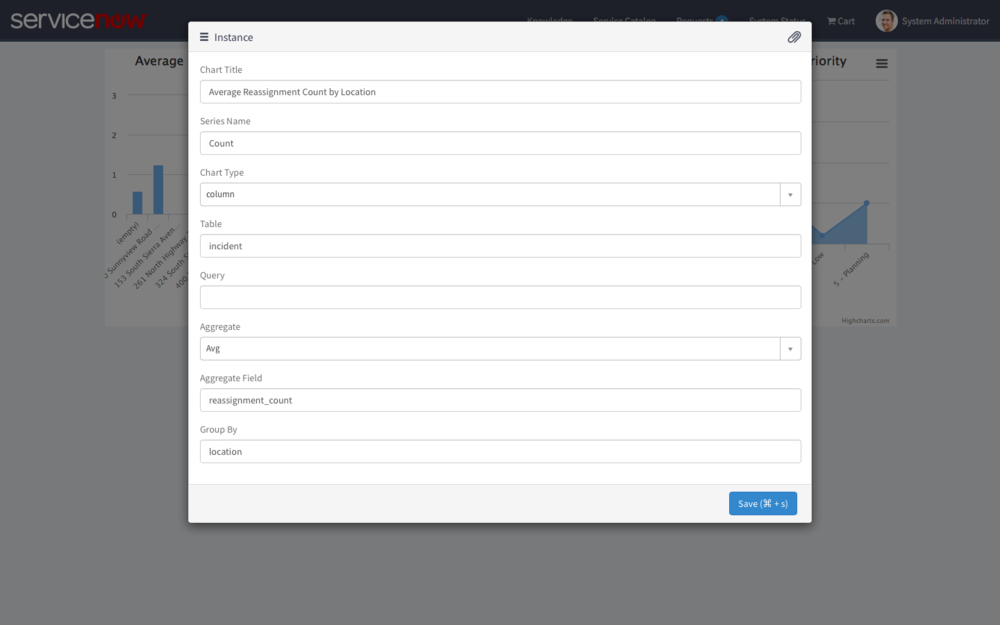 servicenow
Knowledge Service Catalog Requests System Status Cart System Administrator
Instance
Average
riority
Chart Title
Average Reassignment Count by Location
Series Name
Count
Chart Type
column
Table
incident
Query
Aggregate
Avg
Aggregate Field
reassignment_count
Group By
location
Save (⌘ + s)
3
2
1
0
(empty)
Sunnyview Road
153 South Sierra Aven...
261 North Highway
324 South S
400
Low
5 - Planning
Highcharts.com